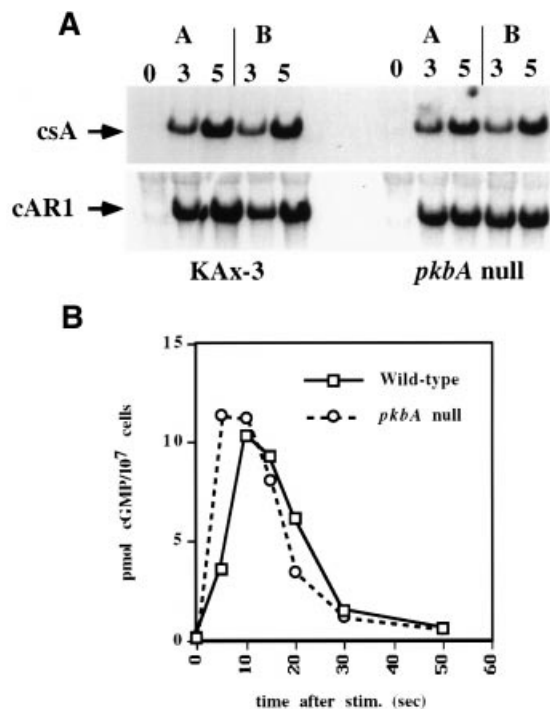 A
A B A B
0 3 5 3 5 0 3 5 3 5
csA
cAR1
KAx-3 pkbA null
B
15
10
5
0
pmol cGMP/10⁷ cells
Wild-type
pkbA null
0 10 20 30 40 50 60
time after stim. (sec)